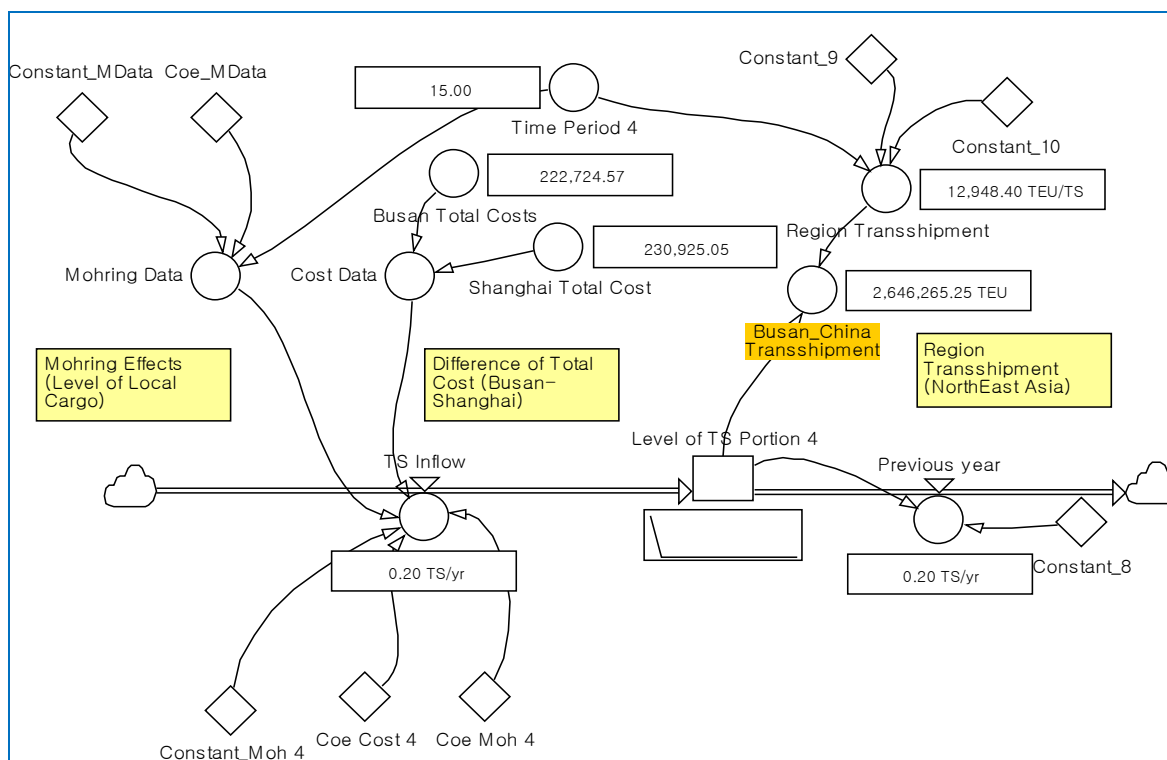 Constant_MData
Coe_MData
15.00
Time Period 4
Constant_9
Constant_10
222,724.57
Busan Total Costs
12,948.40 TEU/TS
Region Transshipment
Mohring Data
Cost Data
230,925.05
Shanghai Total Cost
2,646,265.25 TEU
Busan_China
Transshipment
Mohring Effects
(Level of Local
Cargo)
Difference of Total
Cost (Busan-
Shanghai)
Region
Transshipment
(NorthEast Asia)
Level of TS Portion 4
TS Inflow
Previous year
0.20 TS/yr
0.20 TS/yr
Constant_8
Constant_Moh 4
Coe Cost 4
Coe Moh 4